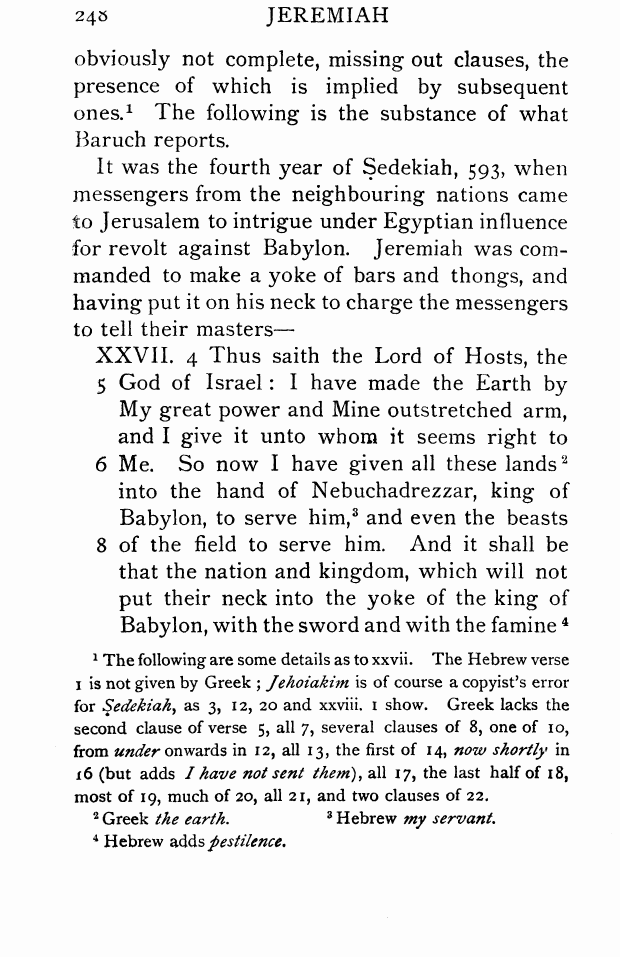 248 JEREMIAH
obviously not complete, missing out clauses, the
presence of which is implied by subsequent
ones.¹ The following is the substance of what
Baruch reports.
It was the fourth year of Ṣedekiah, 593, when
messengers from the neighbouring nations came
to Jerusalem to intrigue under Egyptian influence
for revolt against Babylon. Jeremiah was com-
manded to make a yoke of bars and thongs, and
having put it on his neck to charge the messengers
to tell their masters—
XXVII. 4 Thus saith the Lord of Hosts, the
5 God of Israel : I have made the Earth by
My great power and Mine outstretched arm,
and I give it unto whom it seems right to
6 Me. So now I have given all these lands ²
into the hand of Nebuchadrezzar, king of
Babylon, to serve him,³ and even the beasts
8 of the field to serve him. And it shall be
that the nation and kingdom, which will not
put their neck into the yoke of the king of
Babylon, with the sword and with the famine ⁴
¹ The following are some details as to xxvii. The Hebrew verse
1 is not given by Greek ; Jehoiakim is of course a copyist's error
for Ṣedekiah, as 3, 12, 20 and xxviii. 1 show. Greek lacks the
second clause of verse 5, all 7, several clauses of 8, one of 10,
from under onwards in 12, all 13, the first of 14, now shortly in
16 (but adds I have not sent them), all 17, the last half of 18,
most of 19, much of 20, all 21, and two clauses of 22.
² Greek the earth. ³ Hebrew my servant.
⁴ Hebrew adds pestilence.